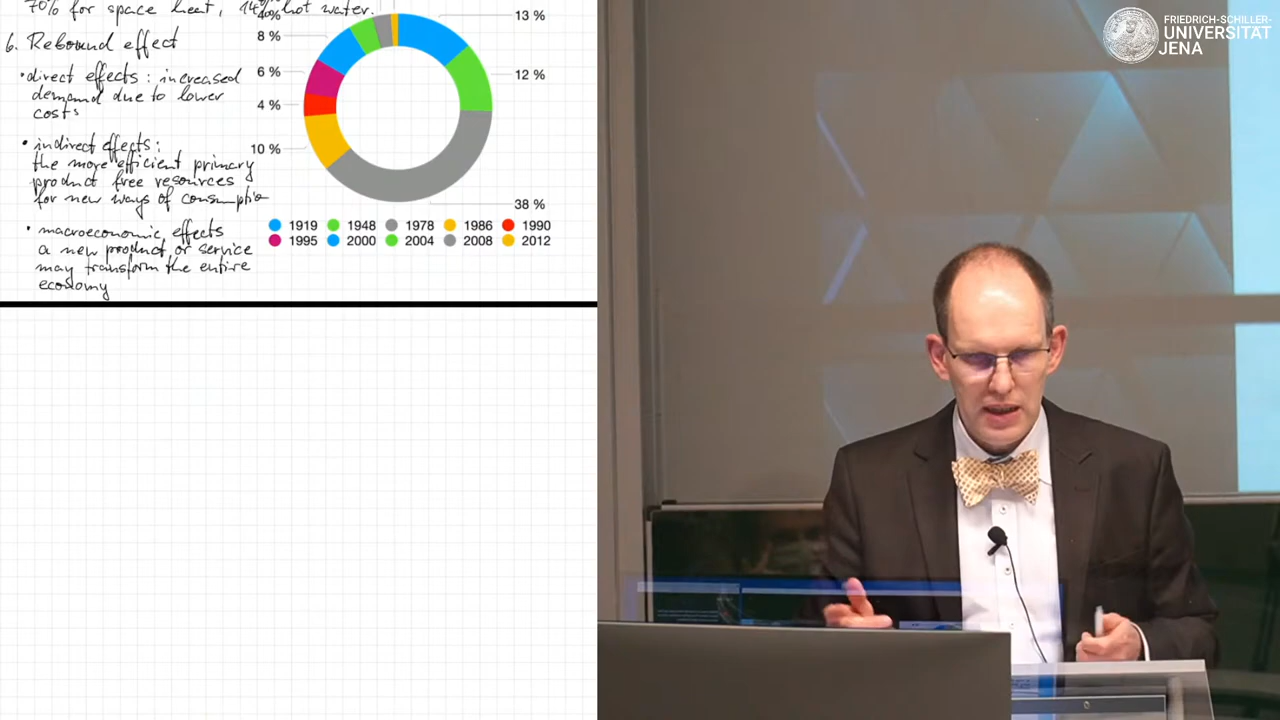 70% for space heat, 14% hot water.
6. Rebound effect
• direct effects: increased
demand due to lower
costs
• indirect effects:
the more efficient primary
product free resources
for new ways of consumption
• macroeconomic effects
a new product or service
may transform the entire
economy
8 %
6 %
4 %
10 %
13 %
12 %
38 %
1919 1948 1978 1986 1990
1995 2000 2004 2008 2012
FRIEDRICH-SCHILLER-
UNIVERSITÄT
JENA